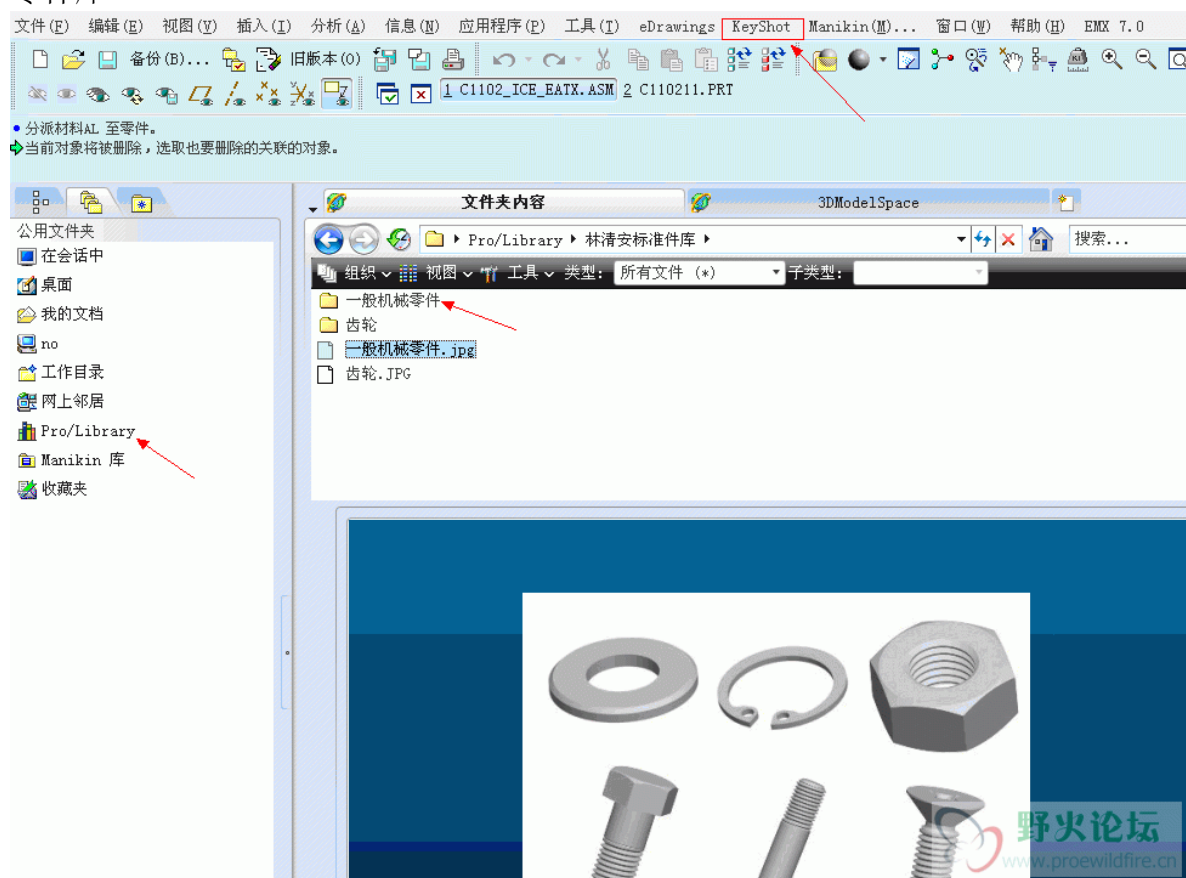 文件(F) 编辑(E) 视图(V) 插入(I) 分析(A) 信息(N) 应用程序(P) 工具(T) eDrawings KeyShot Manikin(M)... 窗口(W) 帮助(H) EMX 7.0
备份(B)... 旧版本(O)
1 C1102_ICE_EATX.ASM 2 C110211.PRT
分派材料AL 至零件。
当前对象将被删除，选取也要删除的关联的对象。
文件夹内容 3DModelSpace
公用文件夹
Pro/Library 林清安标准件库 搜索...
在会话中
组织 视图 工具 类型: 所有文件 (*) 子类型:
桌面
一般机械零件
我的文档
齿轮
no
一般机械零件.jpg
工作目录
齿轮.JPG
网上邻居
Pro/Library
Manikin 库
收藏夹
野火论坛
www.proewildfire.cn